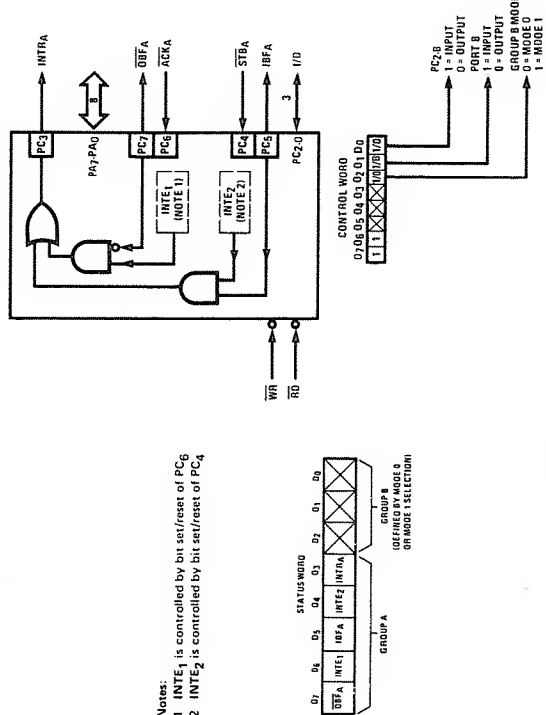 INTRA
PA7-PA0
8
OBFA
ACKA
STBA
IBFA
3
I/O
PC3
PC7
PC6
PC4
PC5
PC2-0
INTE1
(NOTE 1)
INTE2
(NOTE 2)
WR
RD
CONTROL WORD
D7 D6 D5 D4 D3 D2 D1 D0
1 1 1/0 1/0 1/0
PC2-B
1 = INPUT
0 = OUTPUT
PORT B
1 = INPUT
0 = OUTPUT
GROUP B MODE
0 = MODE 0
1 = MODE 1
Notes:
1 INTE1 is controlled by bit set/reset of PC6
2 INTE2 is controlled by bit set/reset of PC4
STATUS WORD
D7 D6 D5 D4 D3 D2 D1 D0
OBFA INTE1 IBFA INTE2 INTRA
GROUP A
GROUP B
(DEFINED BY MODE 0
OR MODE 1 SELECTION)